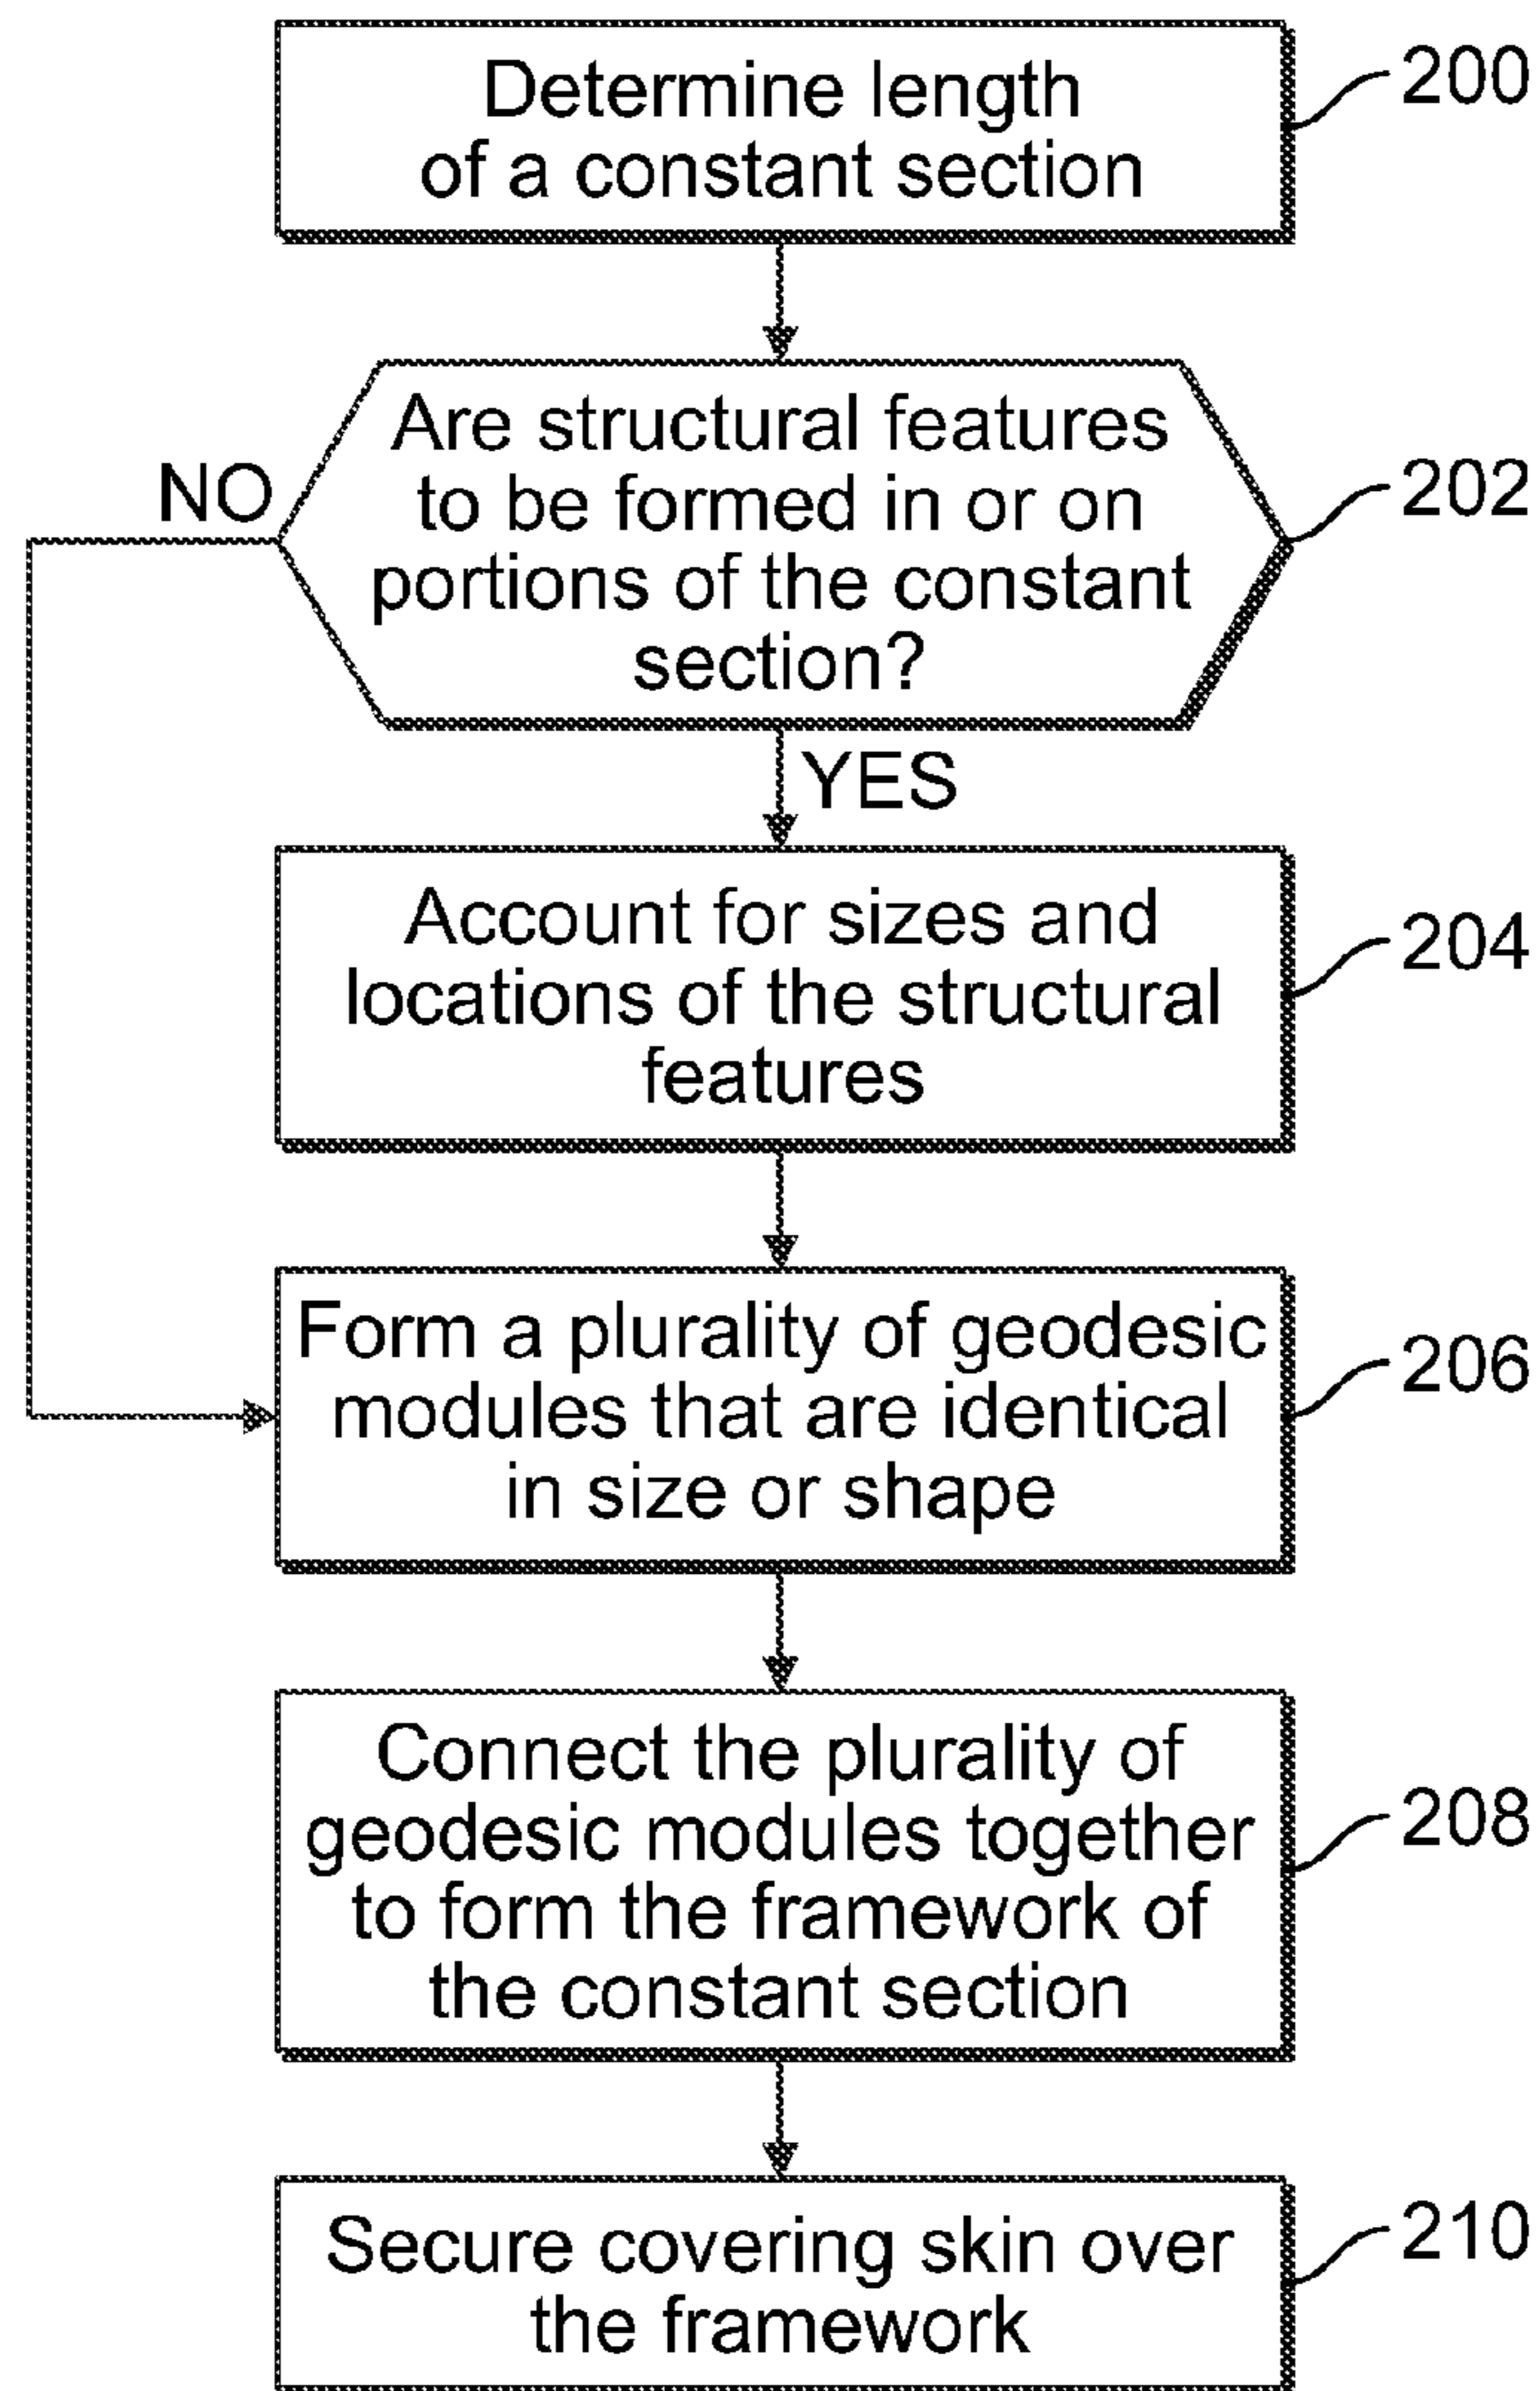 Determine length
of a constant section
200
Are structural features
to be formed in or on
portions of the constant
section?
202
NO
YES
Account for sizes and
locations of the structural
features
204
Form a plurality of geodesic
modules that are identical
in size or shape
206
Connect the plurality of
geodesic modules together
to form the framework of
the constant section
208
Secure covering skin over
the framework
210